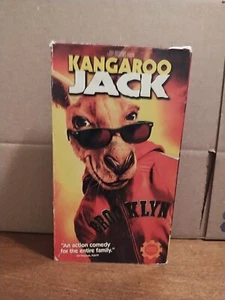 KANGAROO
JACK
BROOKLYN
"An action comedy
for the entire family."